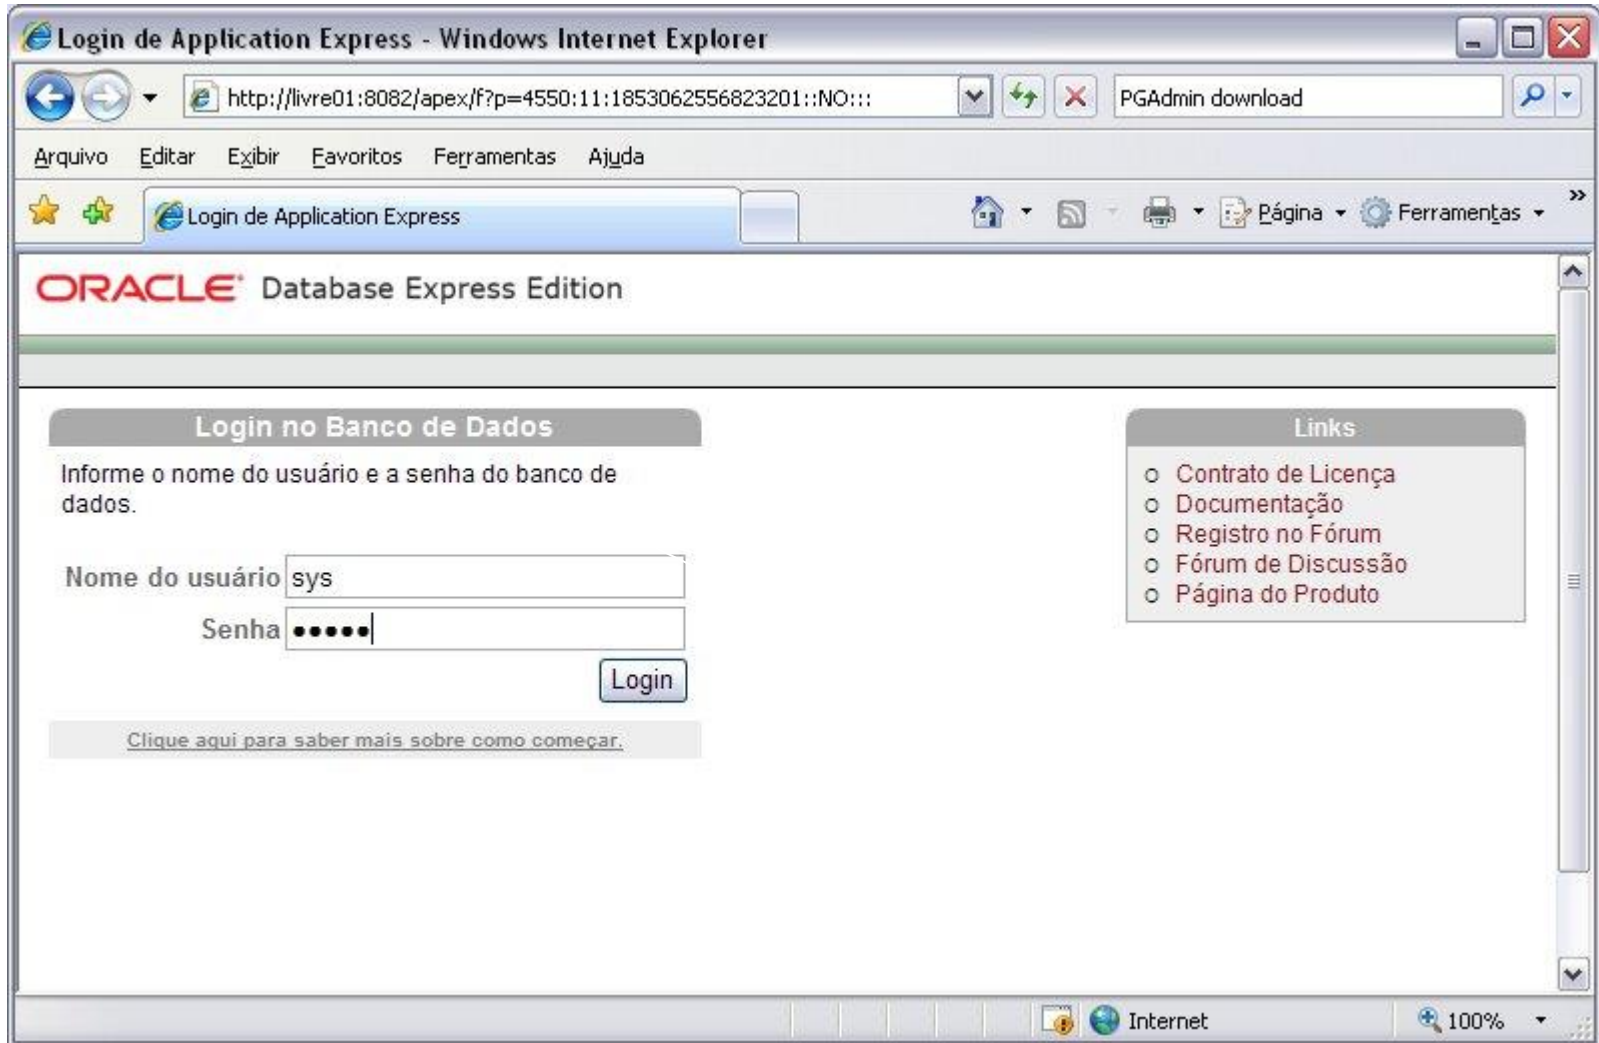 Login de Application Express - Windows Internet Explorer
http://livre01:8082/apex/f?p=4550:11:1853062556823201::NO:::
PGAdmin download
Arquivo Editar Exibir Favoritos Ferramentas Ajuda
Login de Application Express
Página Ferramentas »
ORACLE Database Express Edition
Login no Banco de Dados
Informe o nome do usuário e a senha do banco de
dados.
Nome do usuário sys
Senha •••••
Login
Clique aqui para saber mais sobre como começar.
Links
Contrato de Licença
Documentação
Registro no Fórum
Fórum de Discussão
Página do Produto
Internet
100%